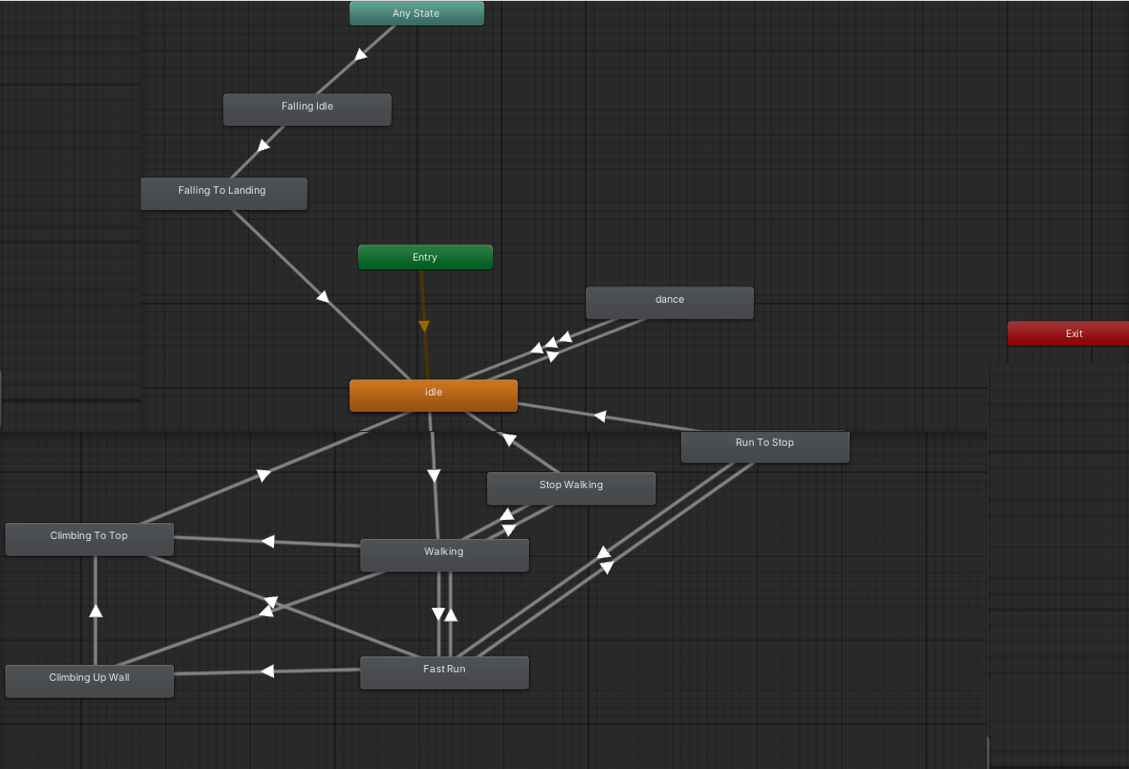 Any State
Falling Idle
Falling To Landing
Entry
dance
Exit
idle
Run To Stop
Stop Walking
Climbing To Top
Walking
Fast Run
Climbing Up Wall